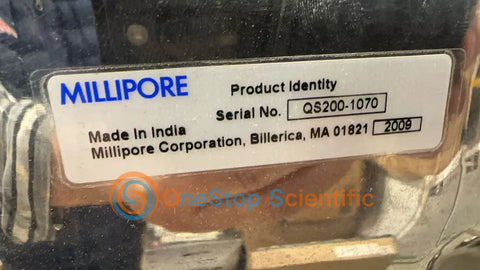 MILLIPORE
Product Identity
Serial No. QS200-1070
Made in India
Millipore Corporation, Billerica, MA 01821 2009
OneStop Scientific